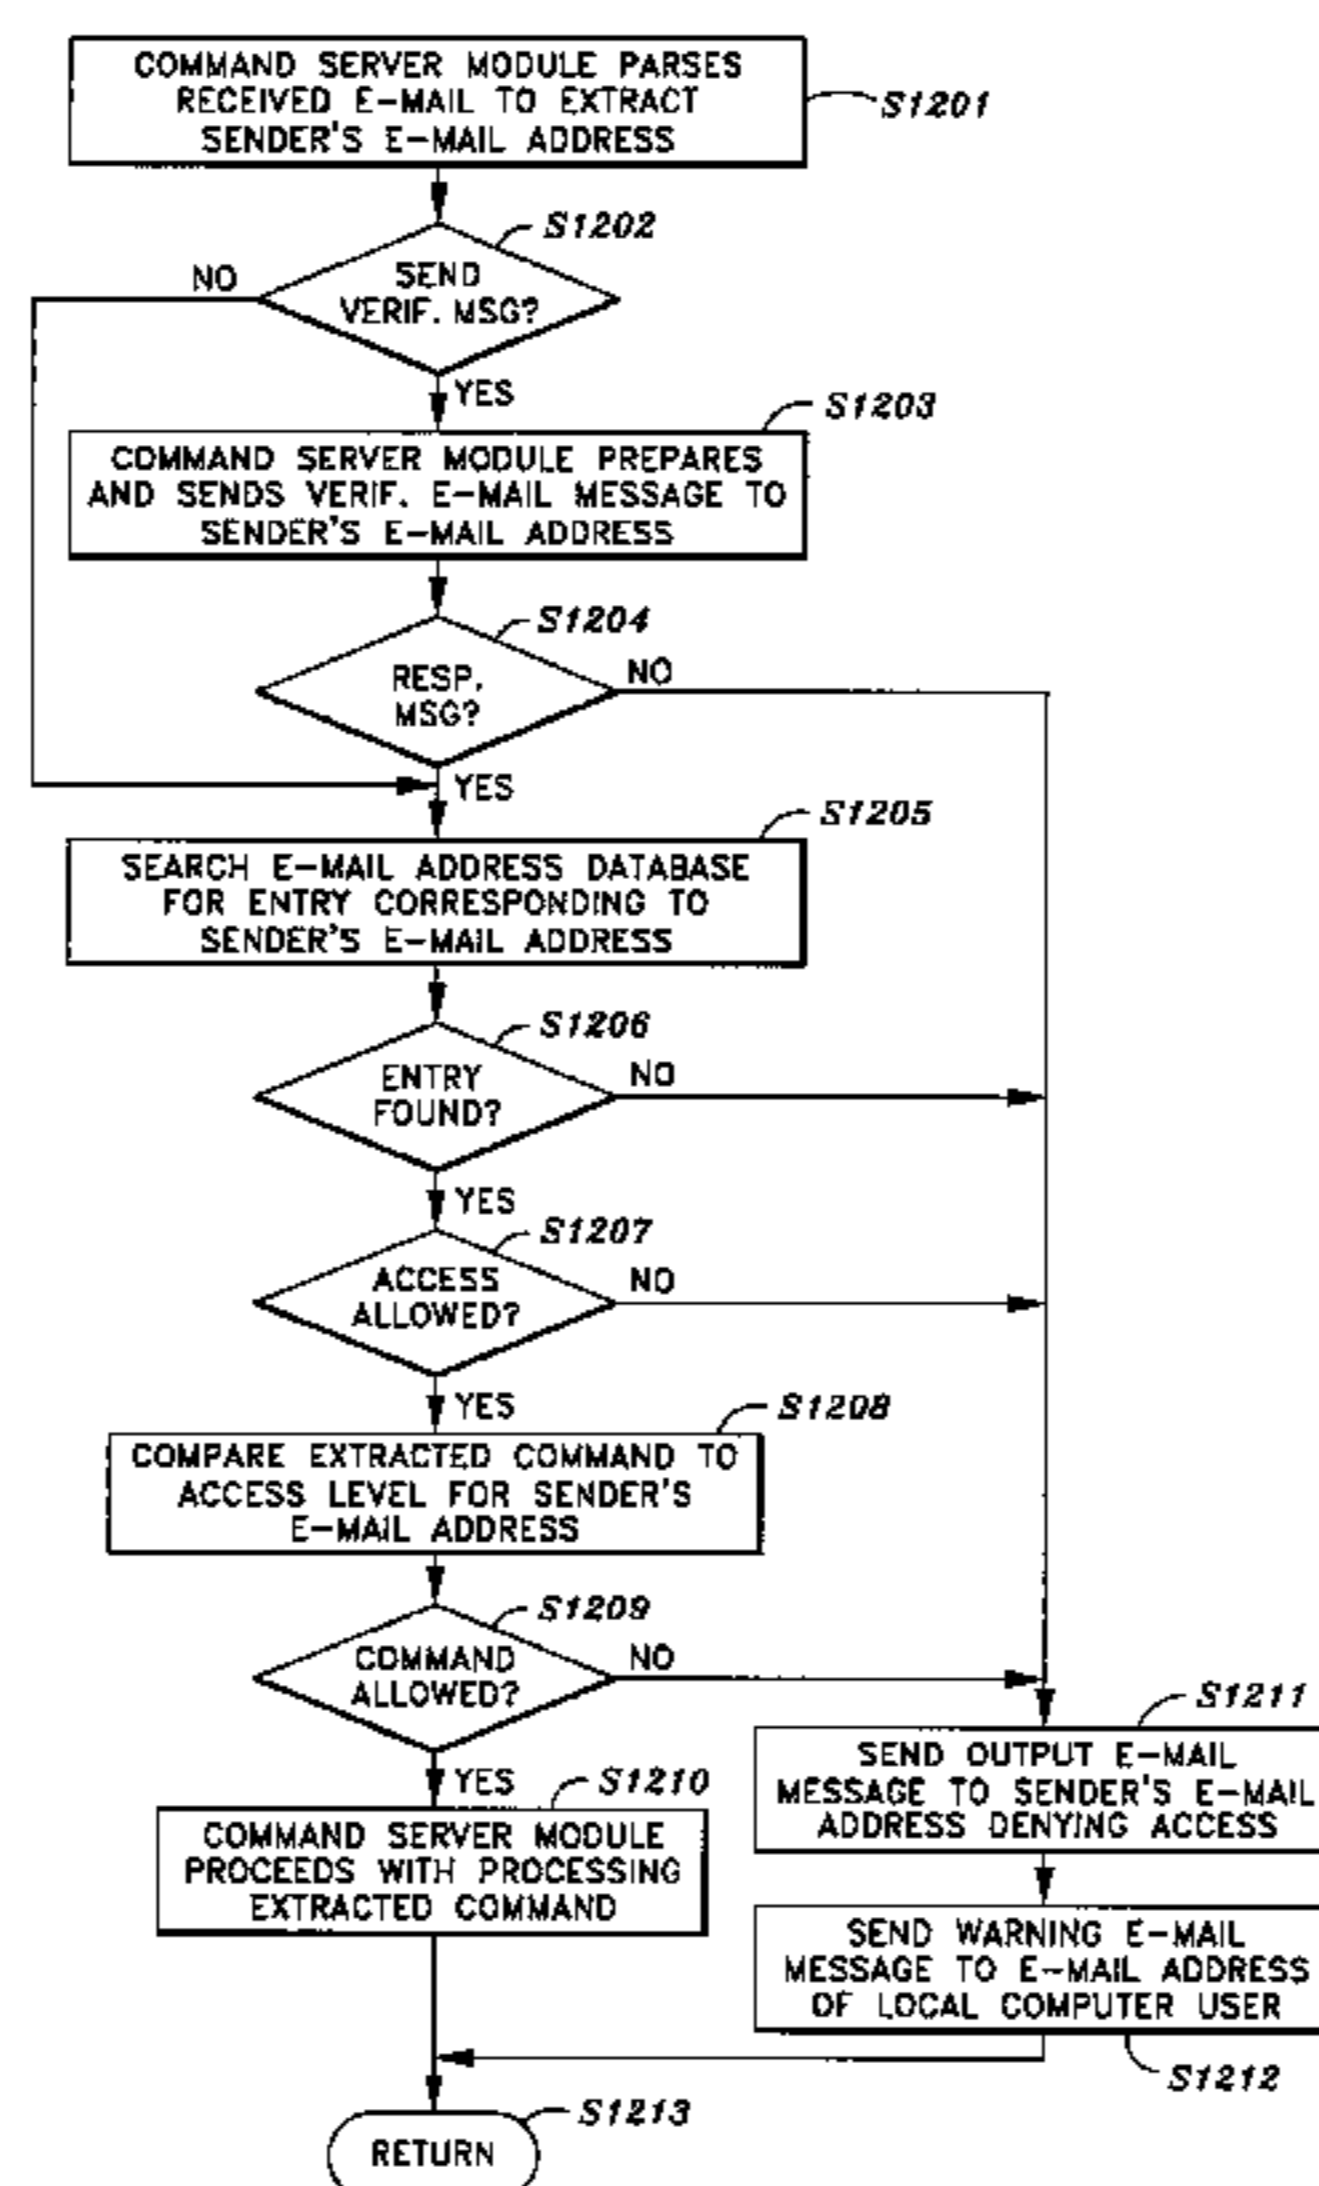 COMMAND SERVER MODULE PARSES
RECEIVED E-MAIL TO EXTRACT
SENDER'S E-MAIL ADDRESS
S1201
S1202
NO
SEND
VERIF. MSG?
YES
S1203
COMMAND SERVER MODULE PREPARES
AND SENDS VERIF. E-MAIL MESSAGE TO
SENDER'S E-MAIL ADDRESS
S1204
RESP.
MSG?
NO
YES
S1205
SEARCH E-MAIL ADDRESS DATABASE
FOR ENTRY CORRESPONDING TO
SENDER'S E-MAIL ADDRESS
S1206
ENTRY
FOUND?
NO
YES
S1207
ACCESS
ALLOWED?
NO
YES
S1208
COMPARE EXTRACTED COMMAND TO
ACCESS LEVEL FOR SENDER'S
E-MAIL ADDRESS
S1209
COMMAND
ALLOWED?
NO
YES
S1210
COMMAND SERVER MODULE
PROCEEDS WITH PROCESSING
EXTRACTED COMMAND
S1211
SEND OUTPUT E-MAIL
MESSAGE TO SENDER'S E-MAIL
ADDRESS DENYING ACCESS
SEND WARNING E-MAIL
MESSAGE TO E-MAIL ADDRESS
OF LOCAL COMPUTER USER
S1212
S1213
RETURN